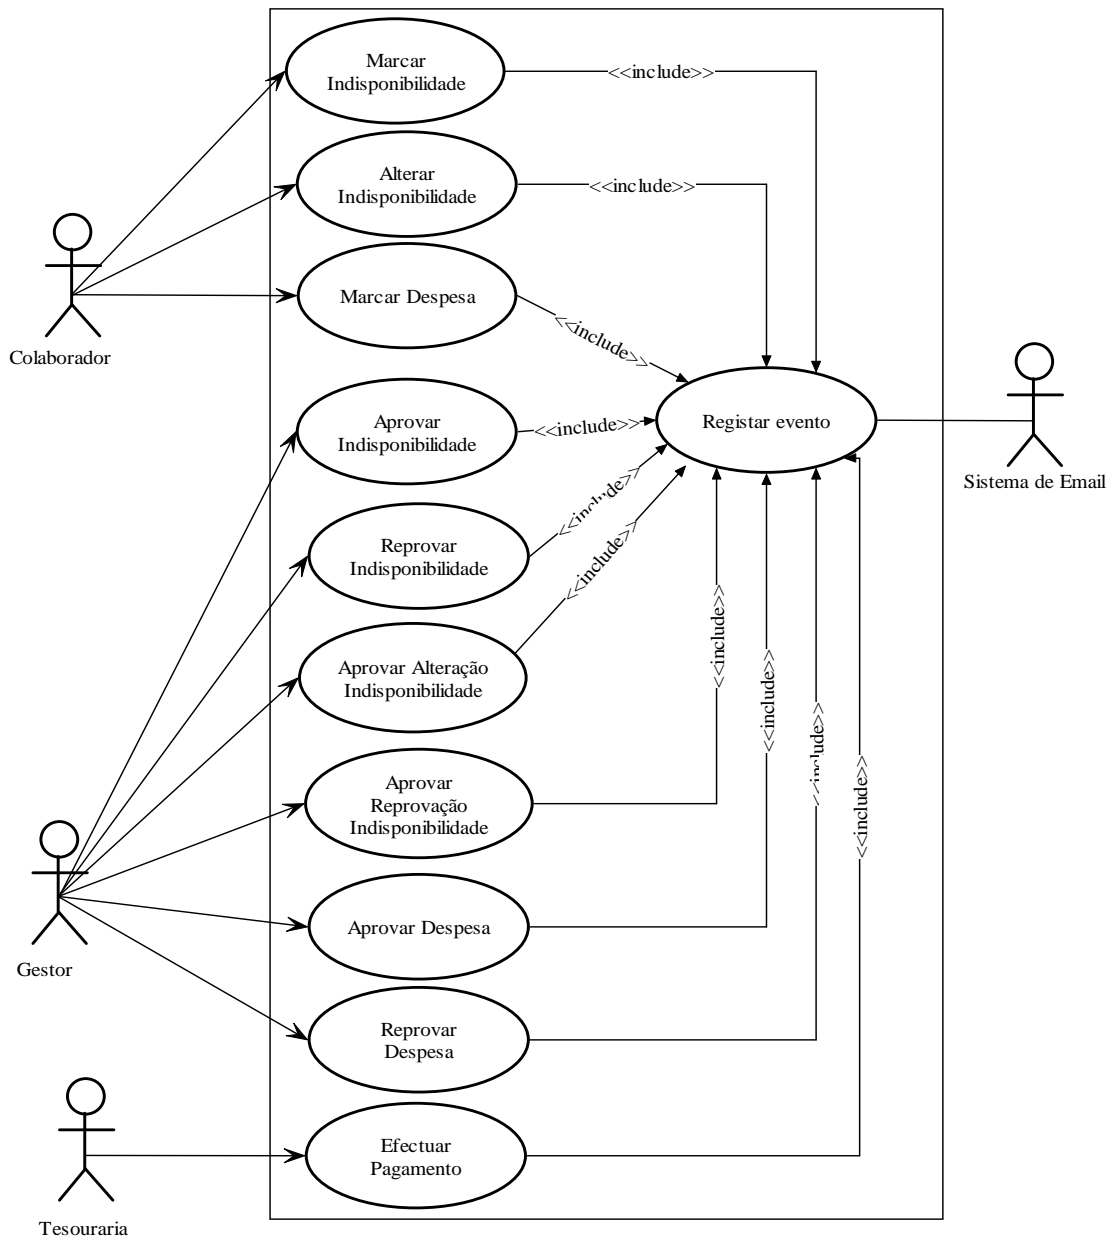 Marcar
Indisponibilidade
<<include>>
Alterar
Indisponibilidade
<<include>>
Marcar Despesa
<<include>>
Colaborador
Aprovar
Indisponibilidade
<<include>>
Registar evento
Sistema de Email
Reprovar
Indisponibilidade
<<include>>
<<include>>
Aprovar Alteração
Indisponibilidade
<<include>>
<<include>>
<<include>>
<<include>>
Aprovar
Reprovação
Indisponibilidade
Gestor
Aprovar Despesa
Reprovar
Despesa
Efectuar
Pagamento
Tesouraria